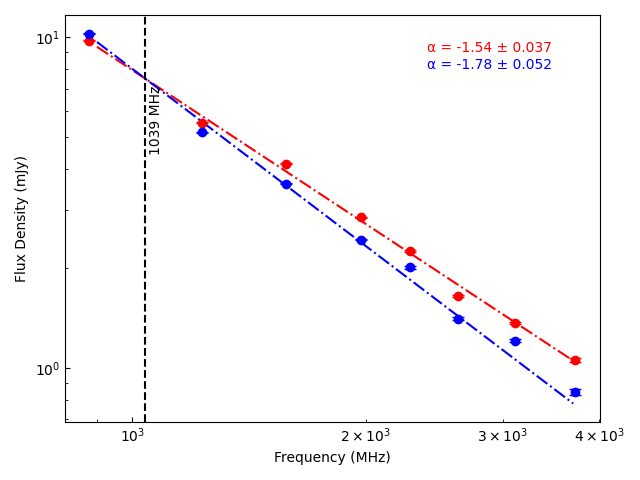 α = -1.54 ± 0.037
α = -1.78 ± 0.052
1039 MHz
10¹
10⁰
Flux Density (mJy)
10³
2 × 10³
3 × 10³
4 × 10³
Frequency (MHz)